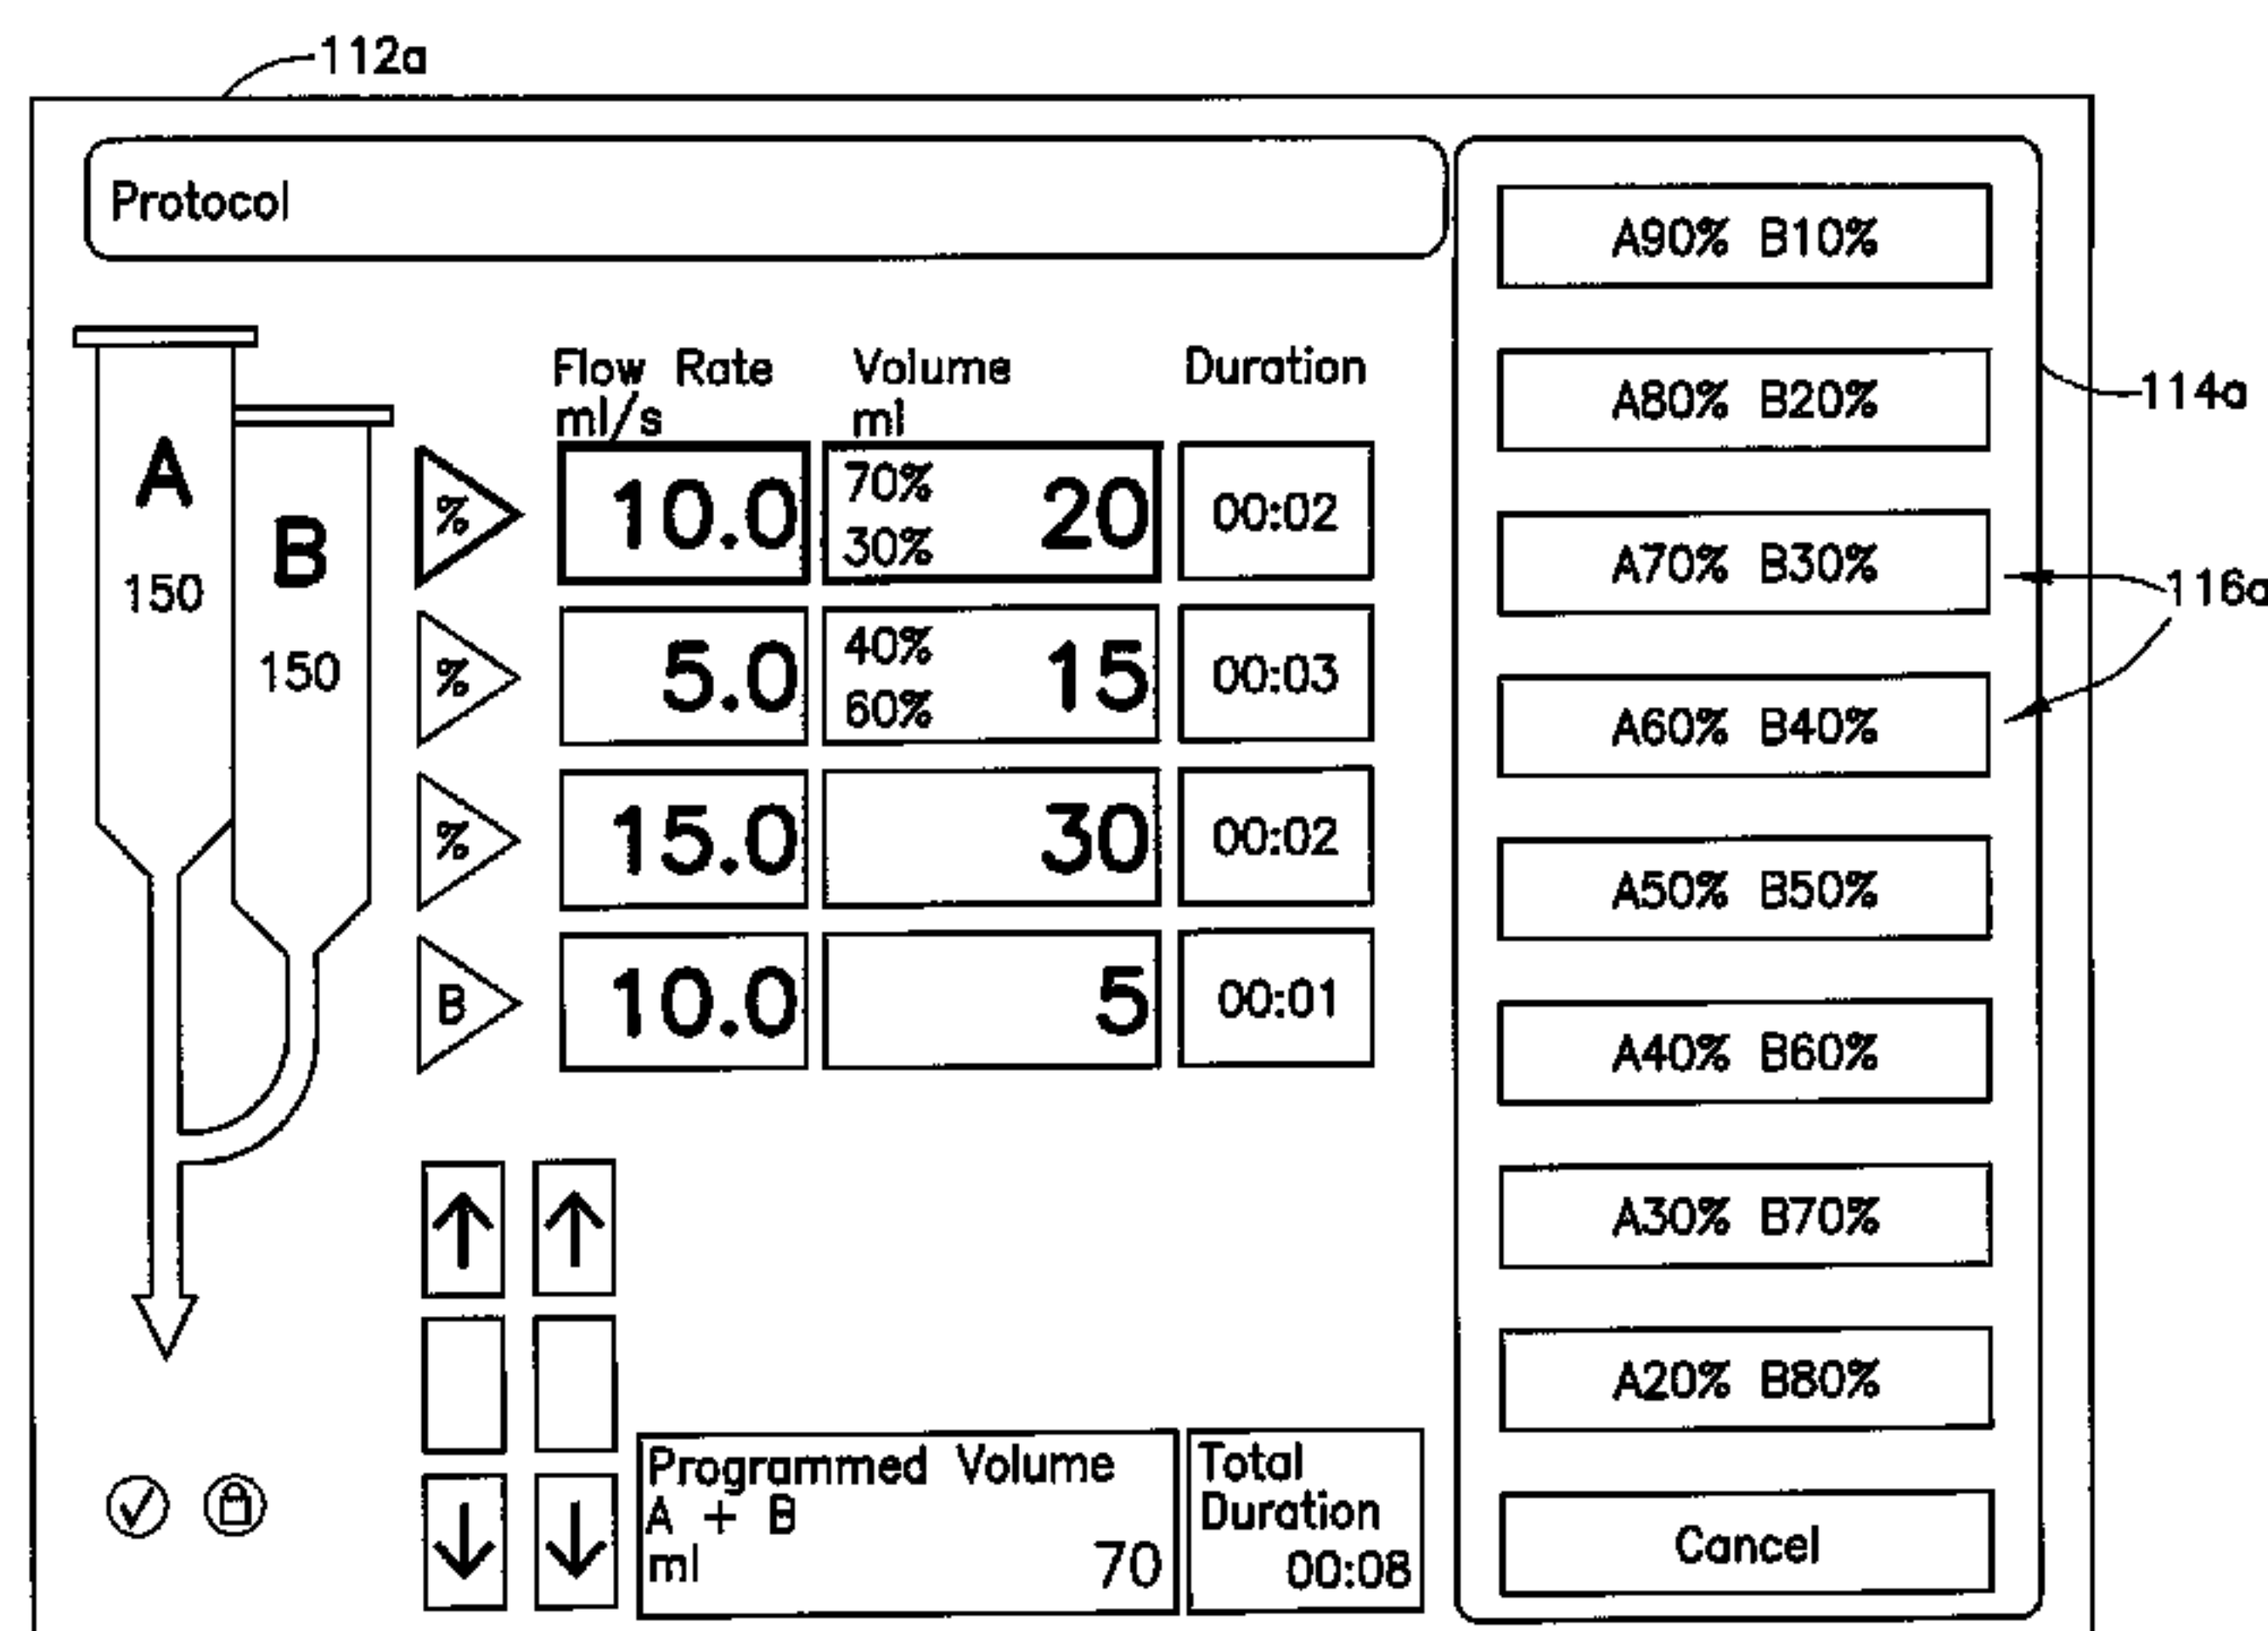 112a
Protocol
A
150
B
150
Flow Rate
ml/s
Volume
ml
Duration
%
10.0
70%
30%
20
00:02
%
5.0
40%
60%
15
00:03
%
15.0
30
00:02
B
10.0
5
00:01
Programmed Volume
A + B
ml
70
Total
Duration
00:08
A90% B10%
A80% B20%
A70% B30%
A60% B40%
A50% B50%
A40% B60%
A30% B70%
A20% B80%
Cancel
114a
116a